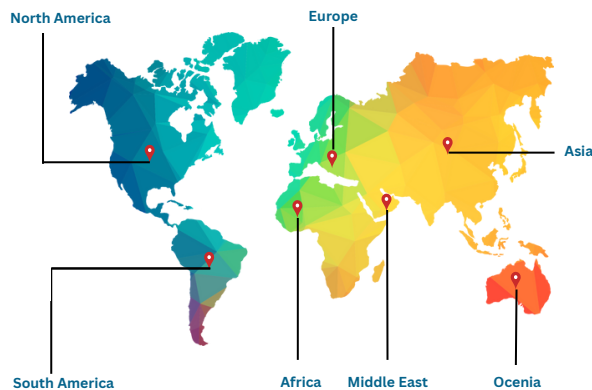 North America
Europe
Asia
South America
Africa
Middle East
Ocenia